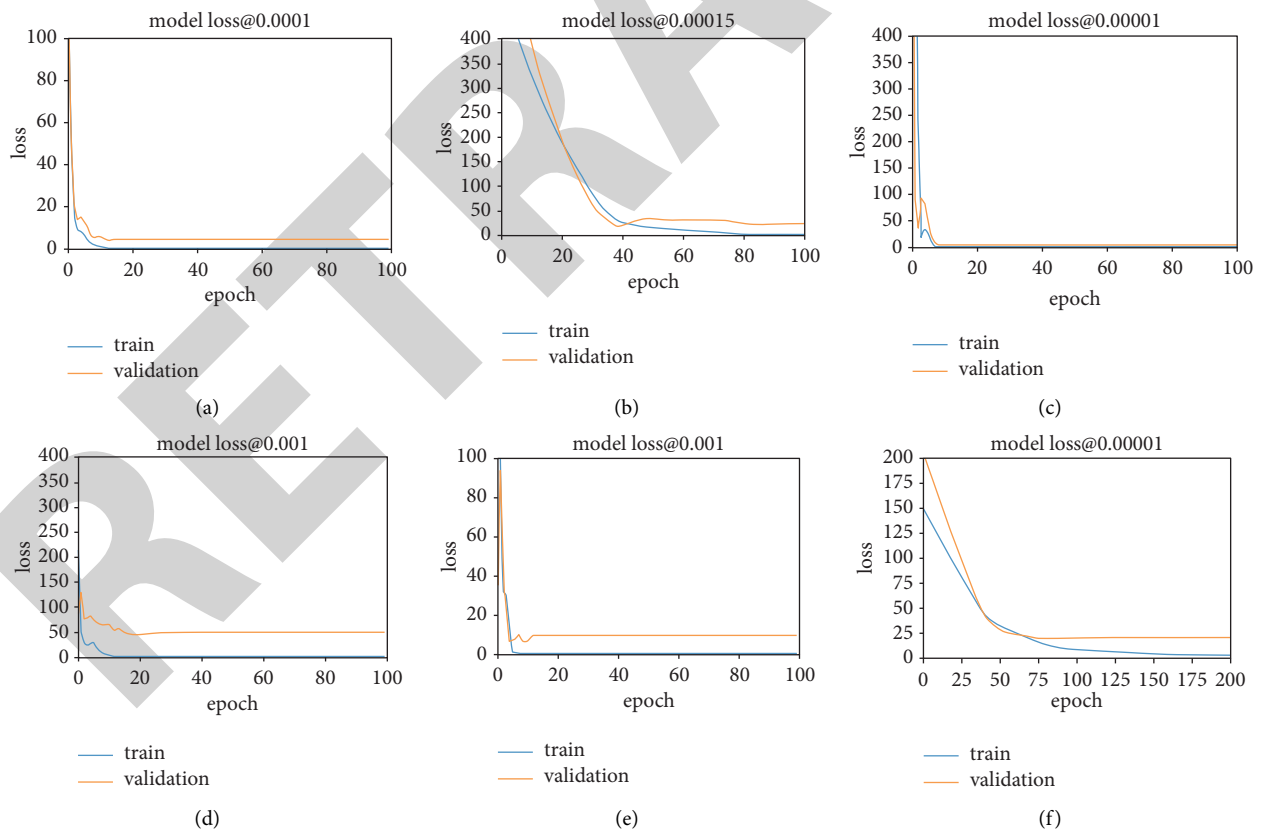 model loss@0.0001
100
80
60
40
20
0
loss
0 20 40 60 80 100
epoch
train
validation
(a)
model loss@0.00015
400
350
300
250
200
150
100
50
0
loss
0 20 40 60 80 100
epoch
train
validation
(b)
model loss@0.00001
400
350
300
250
200
150
100
50
0
loss
0 20 40 60 80 100
epoch
train
validation
(c)
model loss@0.001
400
350
300
250
200
150
100
50
0
loss
0 20 40 60 80 100
epoch
train
validation
(d)
model loss@0.001
100
80
60
40
20
0
loss
0 20 40 60 80 100
epoch
train
validation
(e)
model loss@0.00001
200
175
150
125
100
75
50
25
0
loss
0 25 50 75 100 125 150 175 200
epoch
train
validation
(f)
RETRA